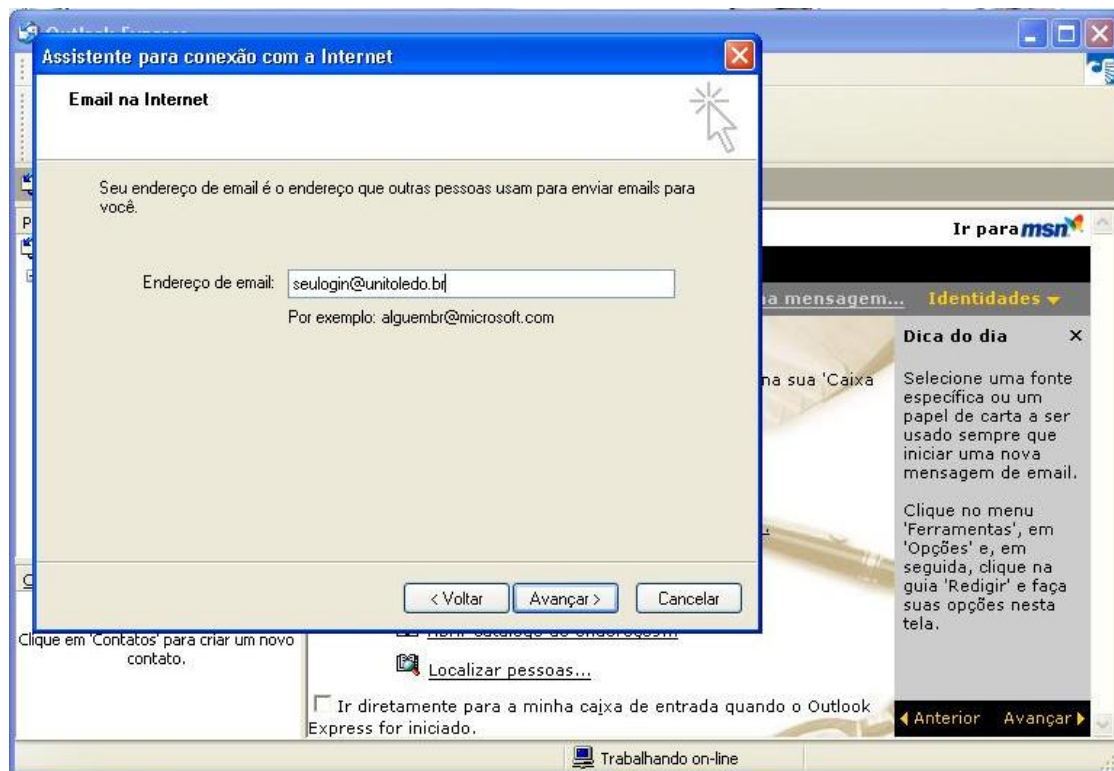 Outlook Express
Assistente para conexão com a Internet
Email na Internet
Seu endereço de email é o endereço que outras pessoas usam para enviar emails para
você.
Endereço de email: seulogin@unitoledo.br
Por exemplo: alguembr@microsoft.com
< Voltar Avançar > Cancelar
Ir para msn
a mensagem... Identidades
na sua 'Caixa
Dica do dia X
Selecione uma fonte
específica ou um
papel de carta a ser
usado sempre que
iniciar uma nova
mensagem de email.
Clique no menu
'Ferramentas', em
'Opções' e, em
seguida, clique na
guia 'Redigir' e faça
suas opções nesta
tela.
Anterior Avançar
Clique em 'Contatos' para criar um novo
contato.
Localizar pessoas...
Ir diretamente para a minha caixa de entrada quando o Outlook
Express for iniciado.
Trabalhando on-line